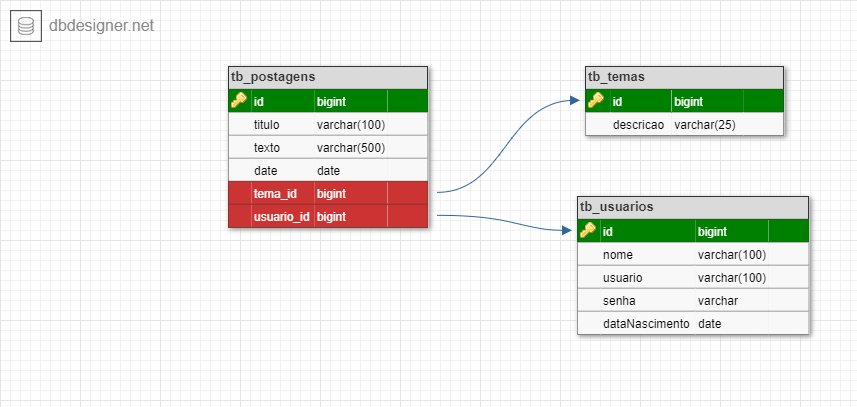 dbdesigner.net
tb_postagens
id bigint
titulo varchar(100)
texto varchar(500)
date date
tema_id bigint
usuario_id bigint
tb_temas
id bigint
descricao varchar(25)
tb_usuarios
id bigint
nome varchar(100)
usuario varchar(100)
senha varchar
dataNascimento date